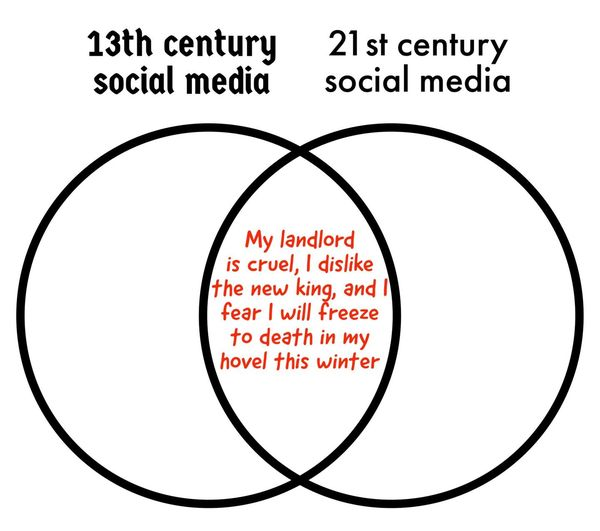 13th century
social media
21st century
social media
My landlord
is cruel, I dislike
the new king, and I
fear I will freeze
to death in my
hovel this winter